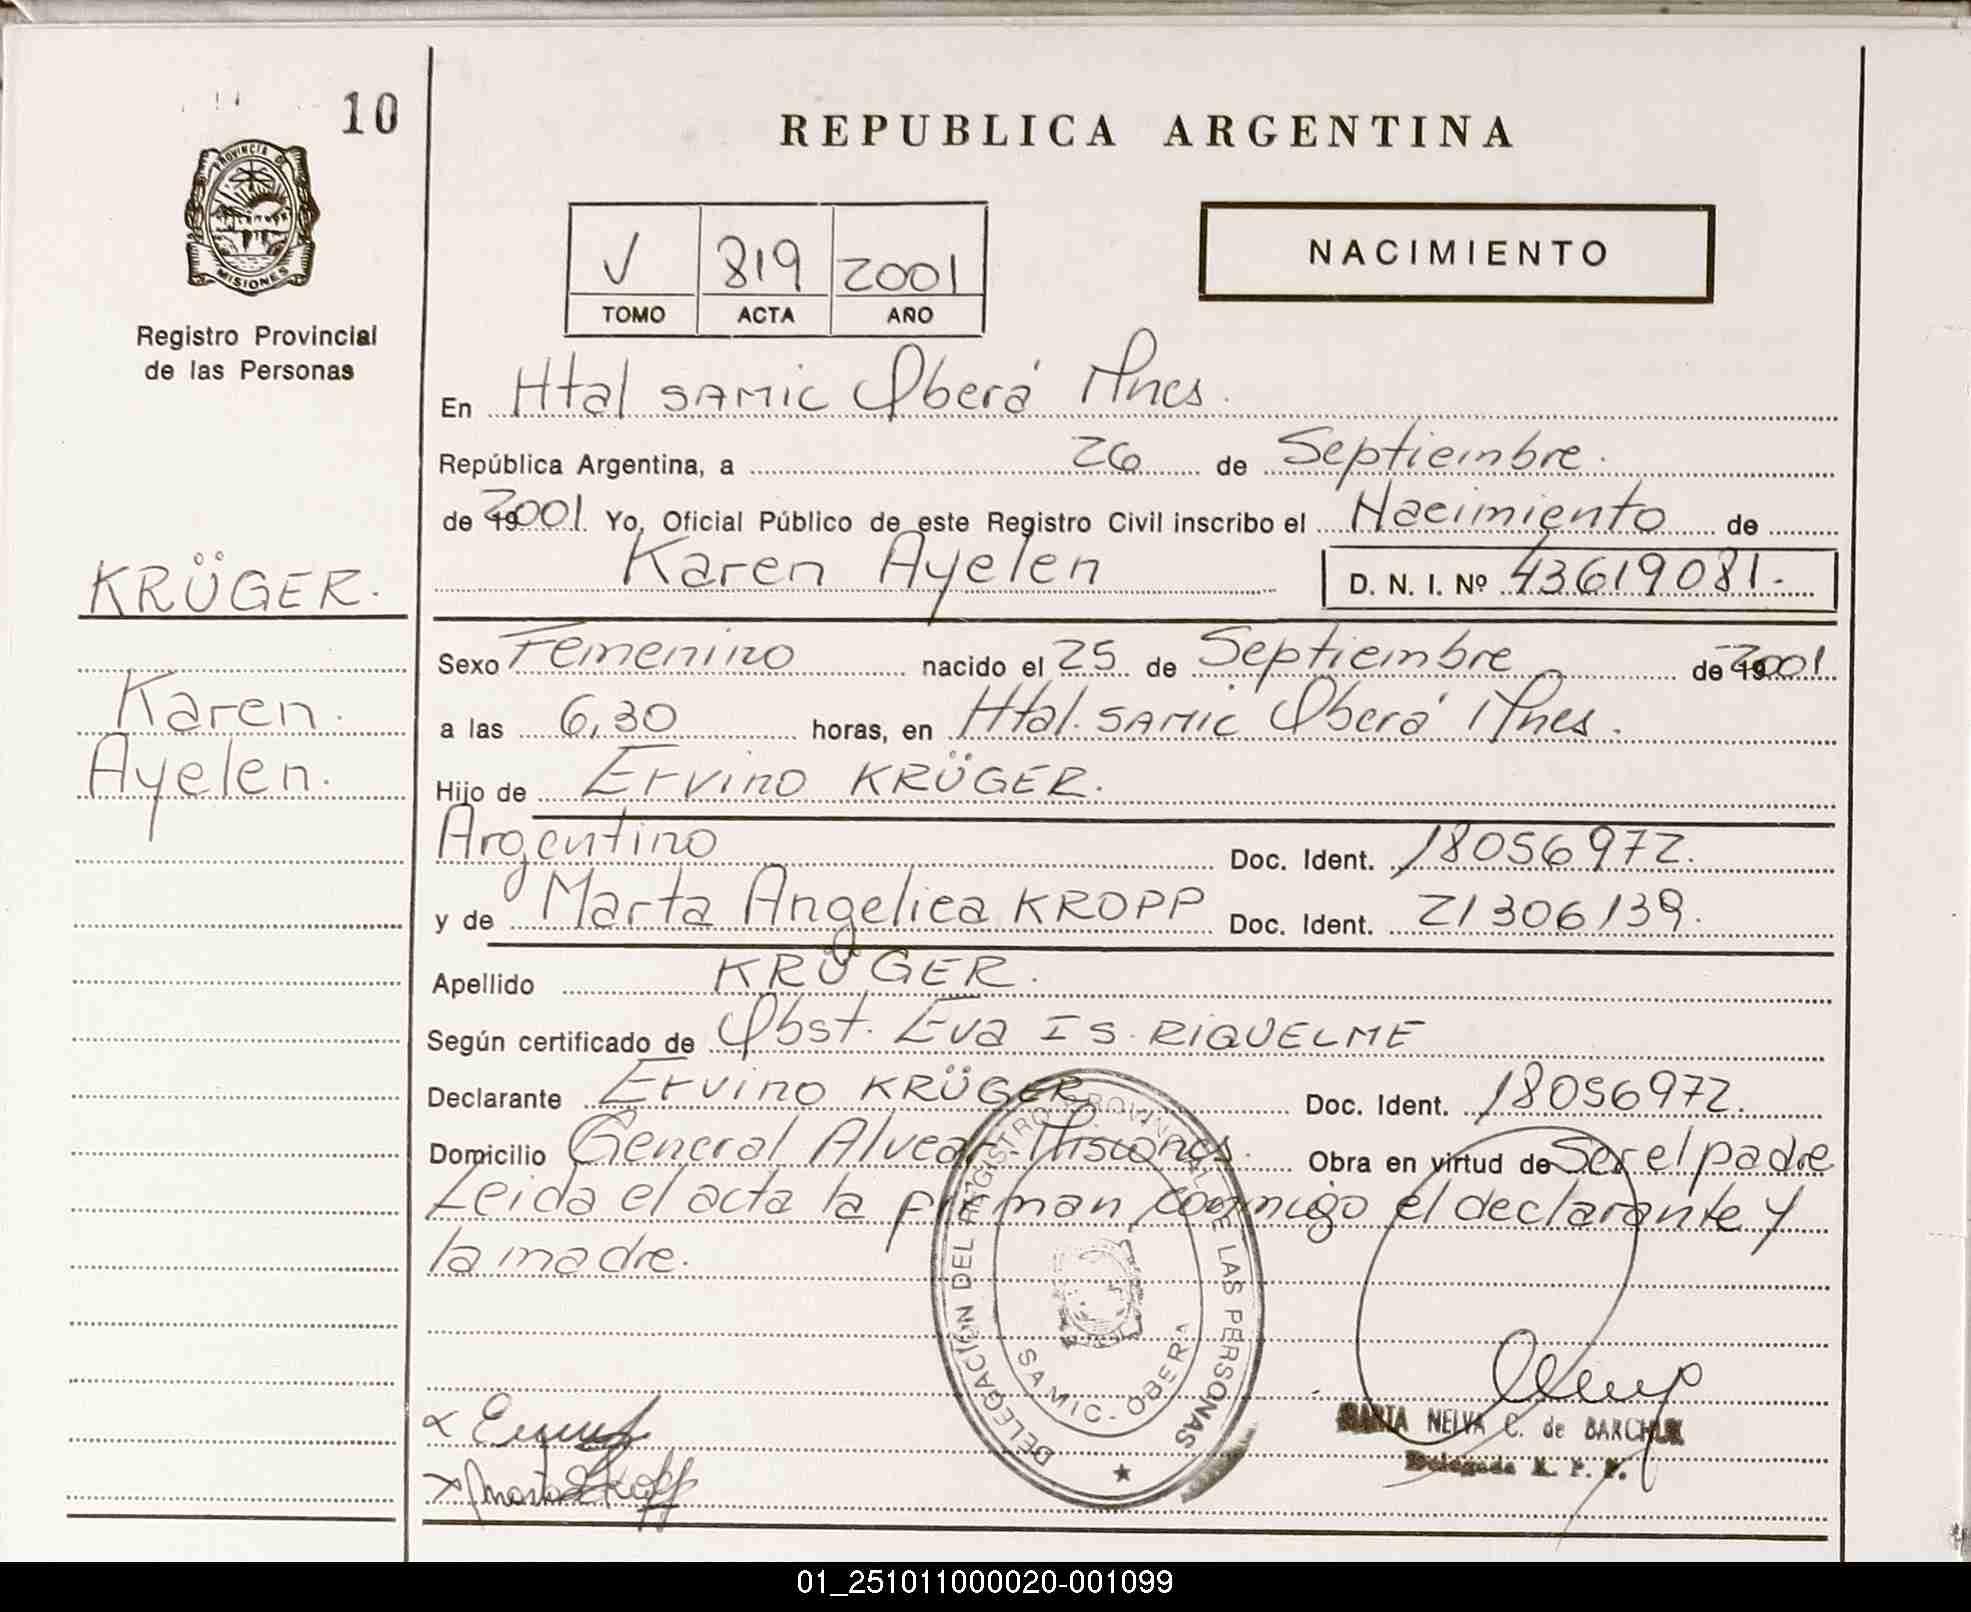 10
PROVINCIA DE
MISIONES
Registro Provincial
de las Personas
KRÜGER.
Karen
Ayelen.
REPUBLICA ARGENTINA
V 819 2001
TOMO ACTA AÑO
NACIMIENTO
En Htal SAMIC Oberá Mnes.
República Argentina, a 26 de Septiembre.
de 19 2001. Yo, Oficial Público de este Registro Civil inscribo el Nacimiento de
Karen Ayelen D. N. I. Nº 43619081.
Sexo Femenino nacido el 25 de Septiembre de 19 2001.
a las 6,30 horas, en Htal. SAMIC Oberá Mnes.
Hijo de Ervino KRÜGER.
Argentino Doc. Ident. 18056972.
y de Marta Angelica KROPP Doc. Ident. 21306139.
Apellido KRÜGER.
Según certificado de Obst. Eva IS. RIQUELME
Declarante Ervino KRÜGER Doc. Ident. 18056972.
Domicilio General Alvear Misiones. Obra en virtud de Ser el padre
Leida el acta la firman conmigo el declarante y
la madre.
DELEGACION DEL REGISTRO PROVINCIAL DE LAS PERSONAS
SAMIC - OBERA
MARTA NELVA C. de BARCHUK
Delegada R. P. P.
01_251011000020-001099